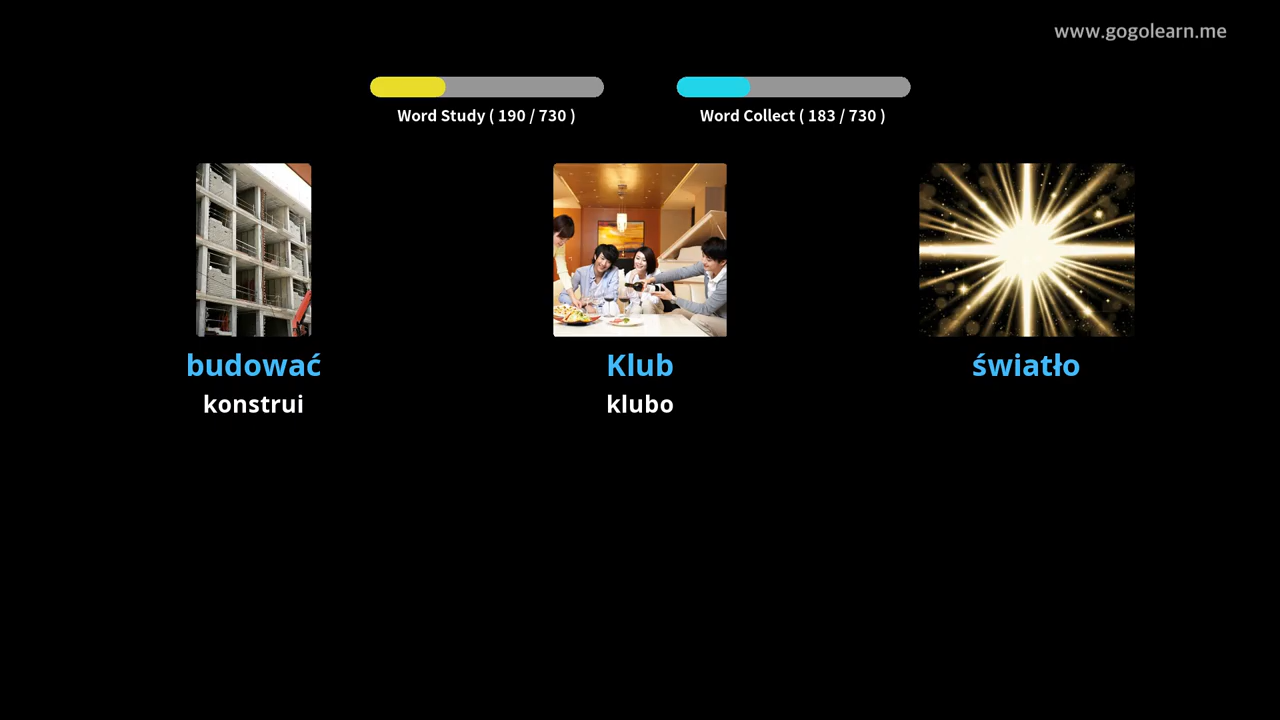 www.gogolearn.me
Word Study ( 190 / 730 )
Word Collect ( 183 / 730 )
budować
Klub
światło
konstrui
klubo